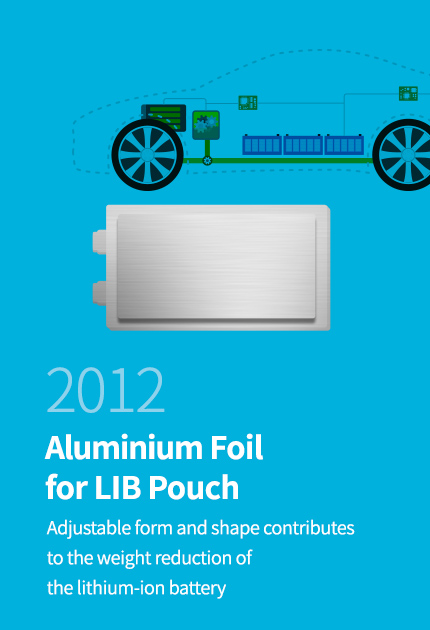 2012
Aluminium Foil
for LIB Pouch
Adjustable form and shape contributes
to the weight reduction of
the lithium-ion battery